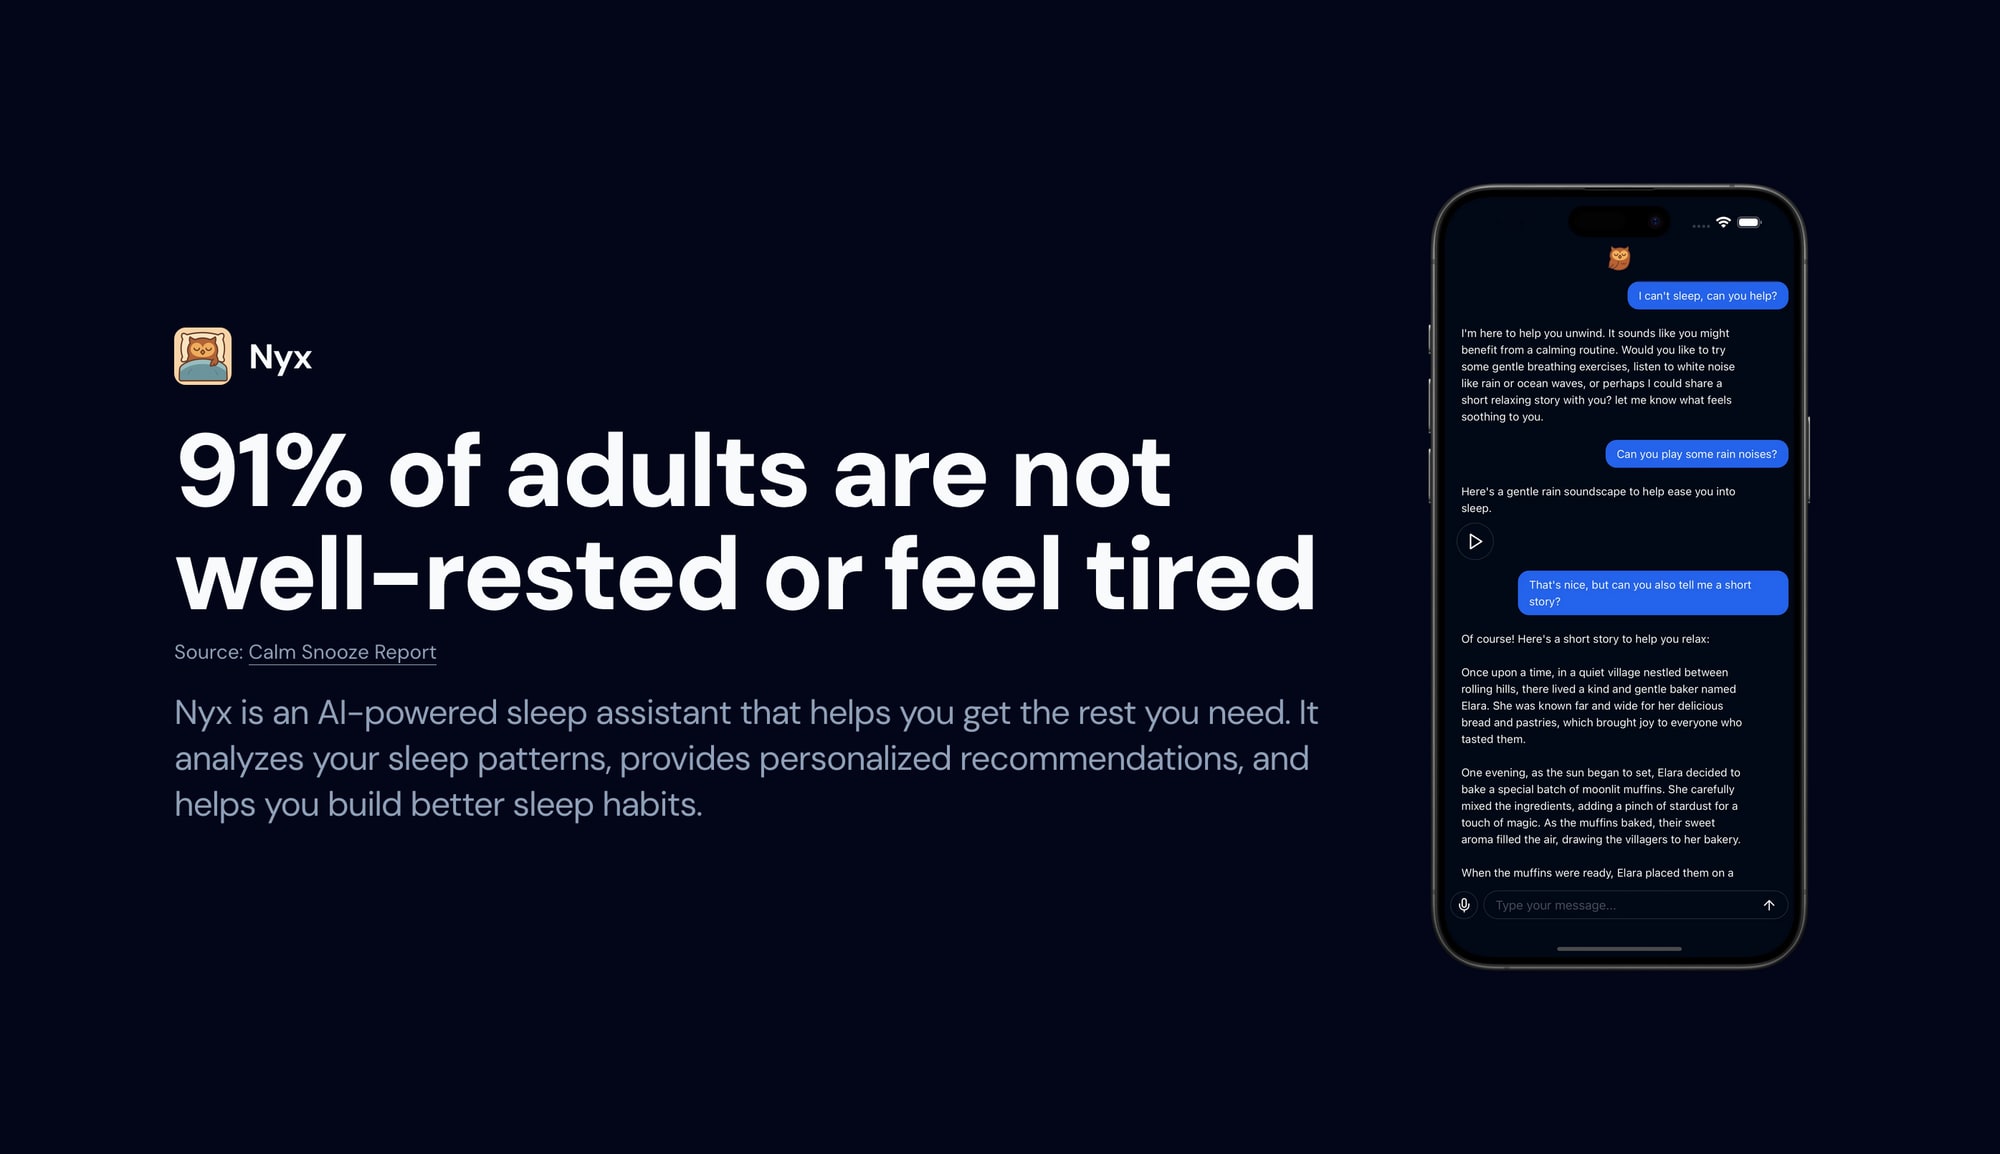 Nyx
91% of adults are not
well-rested or feel tired
Source: Calm Snooze Report
Nyx is an AI-powered sleep assistant that helps you get the rest you need. It
analyzes your sleep patterns, provides personalized recommendations, and
helps you build better sleep habits.
I can't sleep, can you help?
I'm here to help you unwind. It sounds like you might
benefit from a calming routine. Would you like to try
some gentle breathing exercises, listen to white noise
like rain or ocean waves, or perhaps I could share a
short relaxing story with you? let me know what feels
soothing to you.
Can you play some rain noises?
Here's a gentle rain soundscape to help ease you into
sleep.
That's nice, but can you also tell me a short
story?
Of course! Here's a short story to help you relax:
Once upon a time, in a quiet village nestled between
rolling hills, there lived a kind and gentle baker named
Elara. She was known far and wide for her delicious
bread and pastries, which brought joy to everyone who
tasted them.
One evening, as the sun began to set, Elara decided to
bake a special batch of moonlit muffins. She carefully
mixed the ingredients, adding a pinch of stardust for a
touch of magic. As the muffins baked, their sweet
aroma filled the air, drawing the villagers to her bakery.
When the muffins were ready, Elara placed them on a
Type your message...